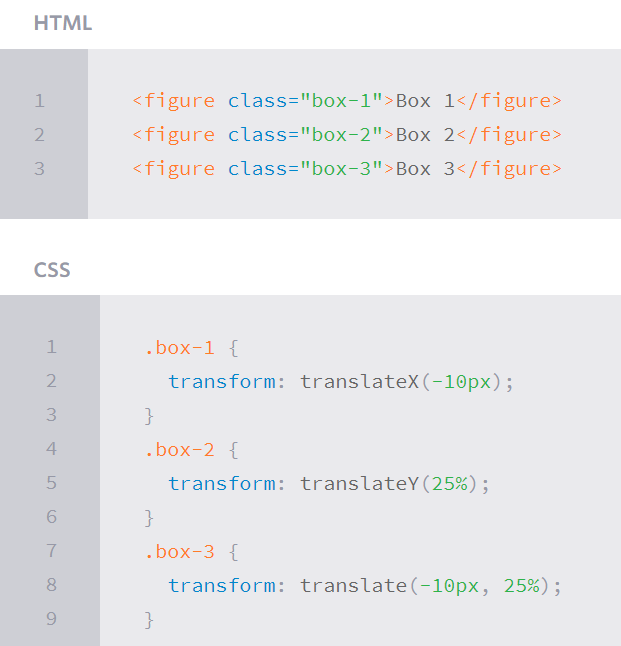 HTML
1 <figure class="box-1">Box 1</figure>
2 <figure class="box-2">Box 2</figure>
3 <figure class="box-3">Box 3</figure>
CSS
1 .box-1 {
2   transform: translateX(-10px);
3 }
4 .box-2 {
5   transform: translateY(25%);
6 }
7 .box-3 {
8   transform: translate(-10px, 25%);
9 }